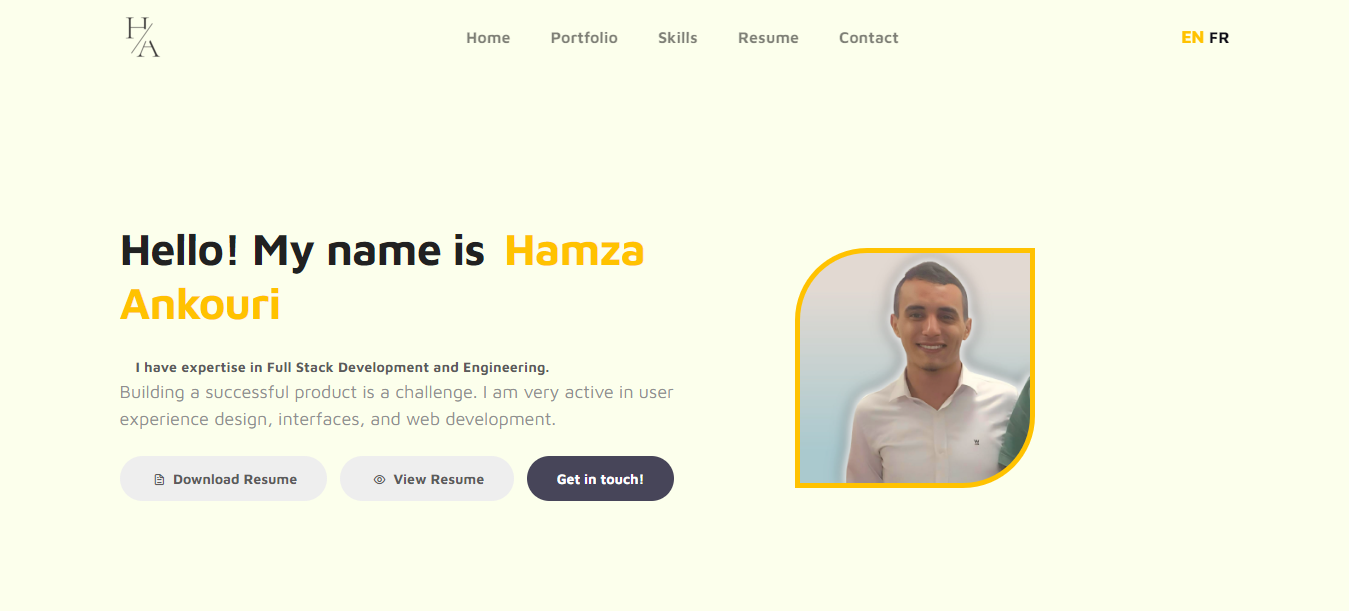 H/A
Home Portfolio Skills Resume Contact
EN FR
Hello! My name is Hamza
Ankouri
I have expertise in Full Stack Development and Engineering.
Building a successful product is a challenge. I am very active in user
experience design, interfaces, and web development.
Download Resume View Resume Get in touch!